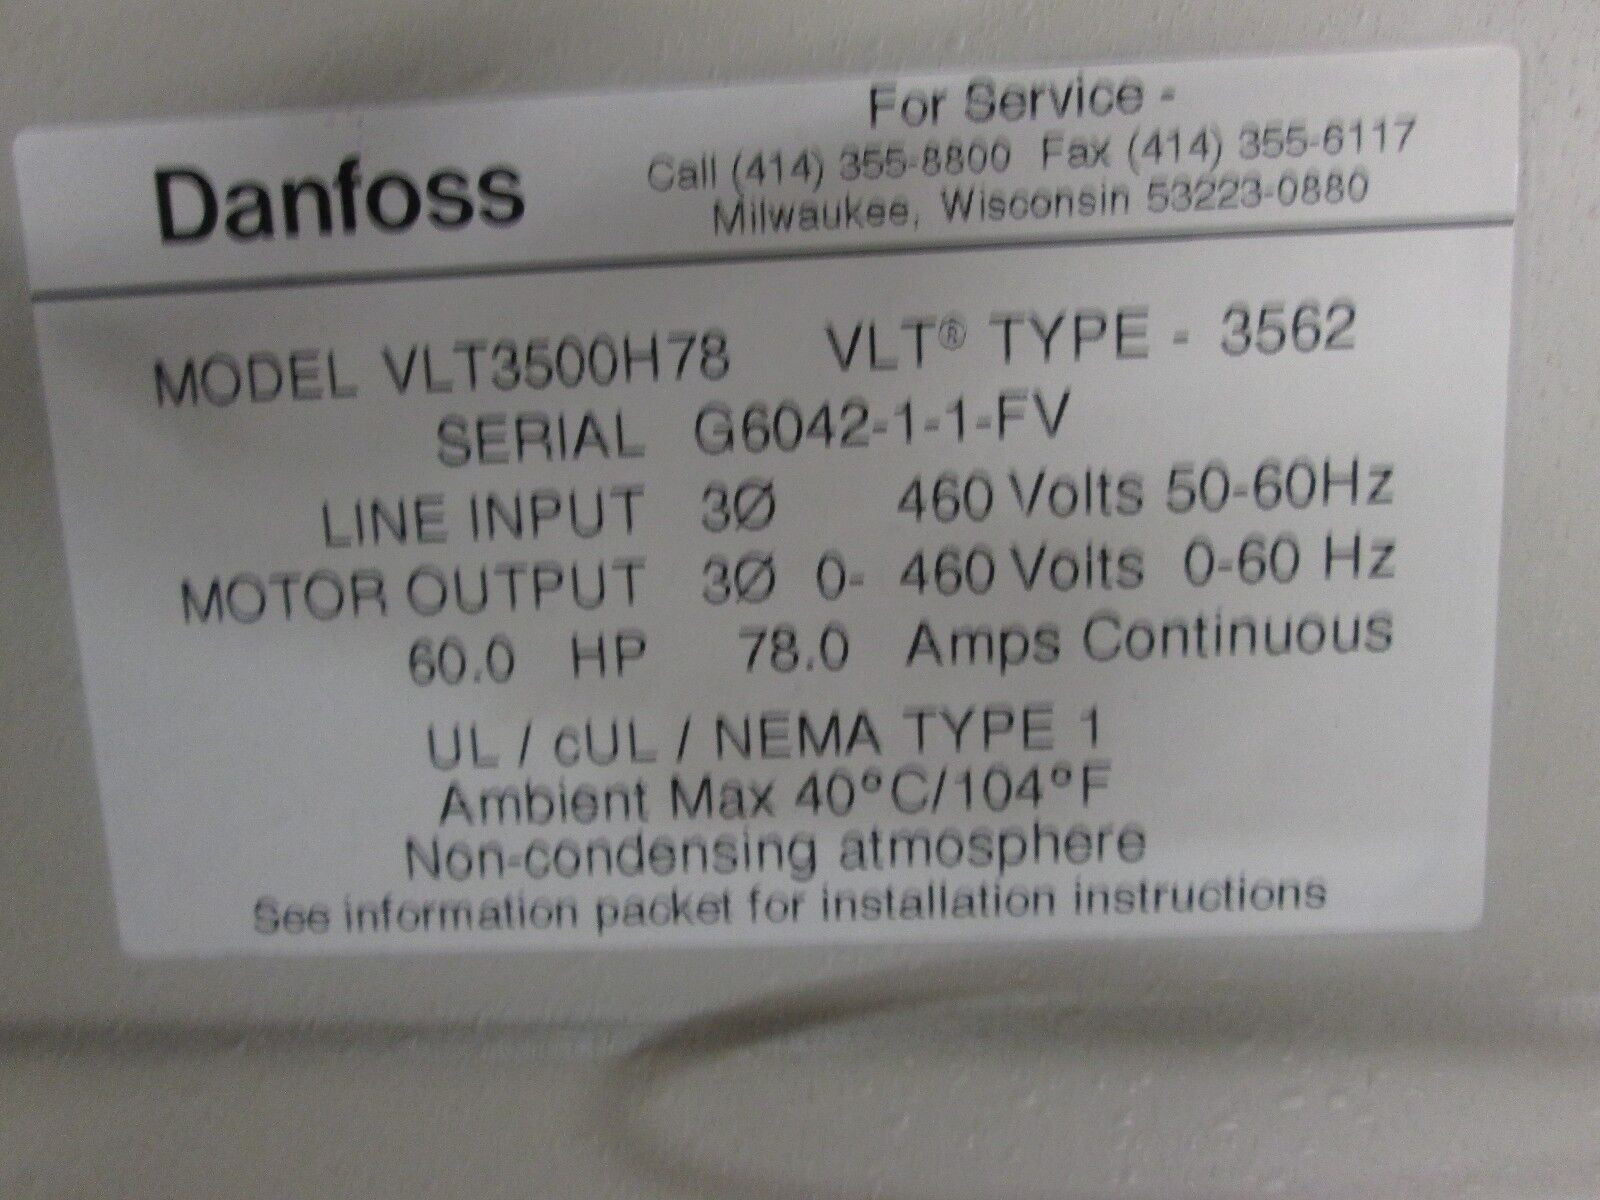 For Service -
Danfoss
Call (414) 355-8800 Fax (414) 355-6117
Milwaukee, Wisconsin 53223-0880
MODEL VLT3500H78 VLT® TYPE - 3562
SERIAL G6042-1-1-FV
LINE INPUT 3Ø 460 Volts 50-60Hz
MOTOR OUTPUT 3Ø 0- 460 Volts 0-60 Hz
60.0 HP 78.0 Amps Continuous
UL / cUL / NEMA TYPE 1
Ambient Max 40°C/104°F
Non-condensing atmosphere
See information packet for installation instructions